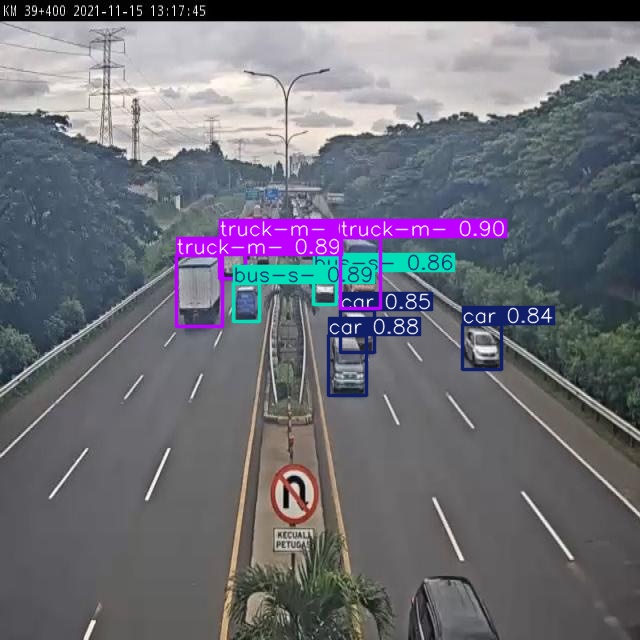 KM 39+400 2021-11-15 13:17:45
truck-m-
truck-m- 0.90
truck-m- 0.89
bus-s- 0.86
bus-s- 0.89
car 0.85
car 0.88
car 0.84
KECUALI
PETUGAS